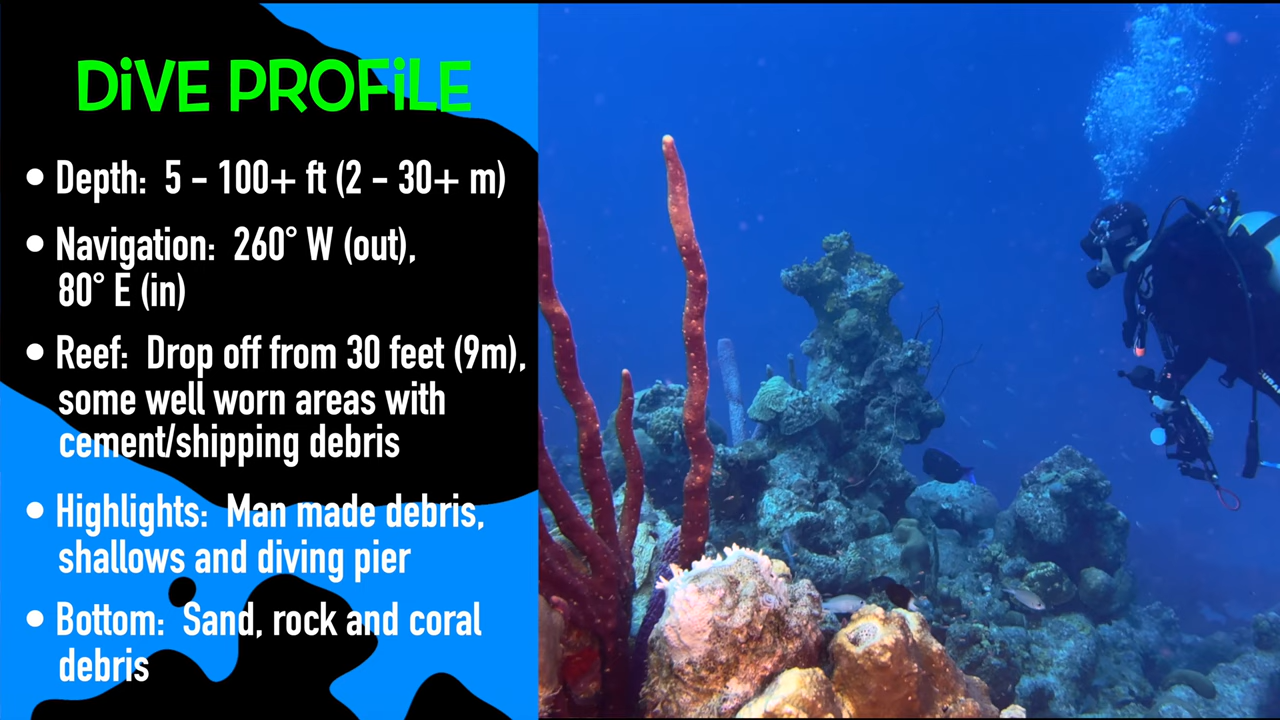 DiVE PROFiLE
• Depth: 5 – 100+ ft (2 – 30+ m)
• Navigation: 260° W (out),
80° E (in)
• Reef: Drop off from 30 feet (9m),
some well worn areas with
cement/shipping debris
• Highlights: Man made debris,
shallows and diving pier
• Bottom: Sand, rock and coral
debris